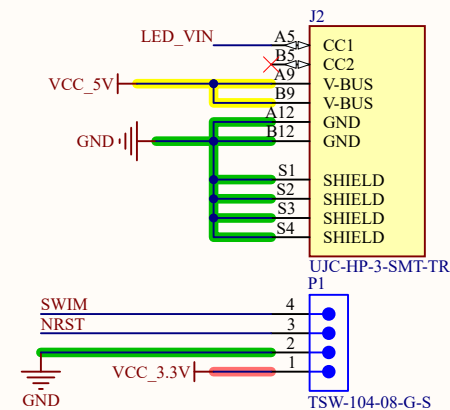 J2
LED_VIN A5 CC1
B5 CC2
VCC_5V A9 V-BUS
B9 V-BUS
A12 GND
GND B12 GND
S1 SHIELD
S2 SHIELD
S3 SHIELD
S4 SHIELD
UJC-HP-3-SMT-TR
P1
SWIM 4
NRST 3
2
VCC_3.3V 1
GND
TSW-104-08-G-S